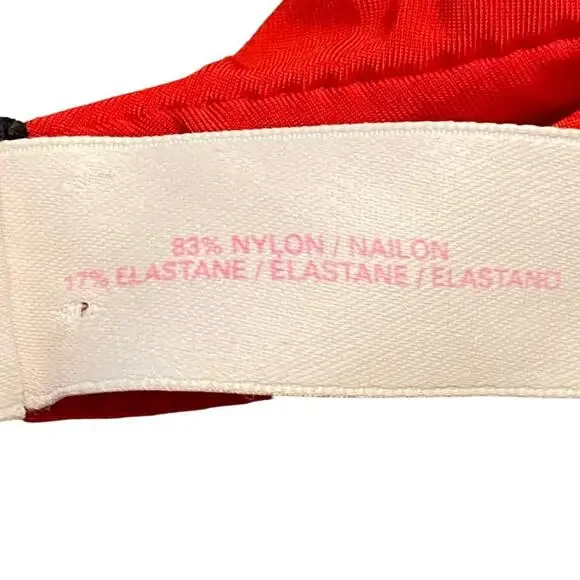 83% NYLON / NAILON
17% ELASTANE / ÉLASTANE / ELASTANO